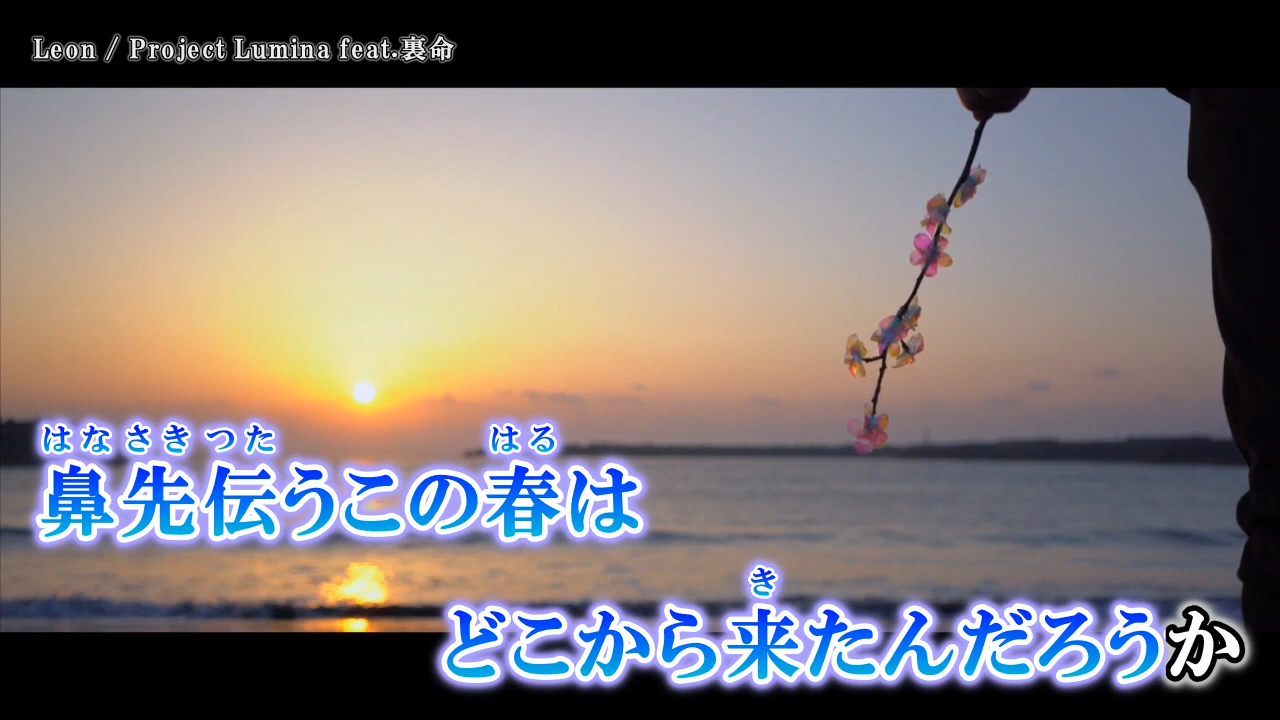 Leon / Project Lumina feat.裏命
はなさきつた はる
鼻先伝うこの春は
き
どこから来たんだろうか